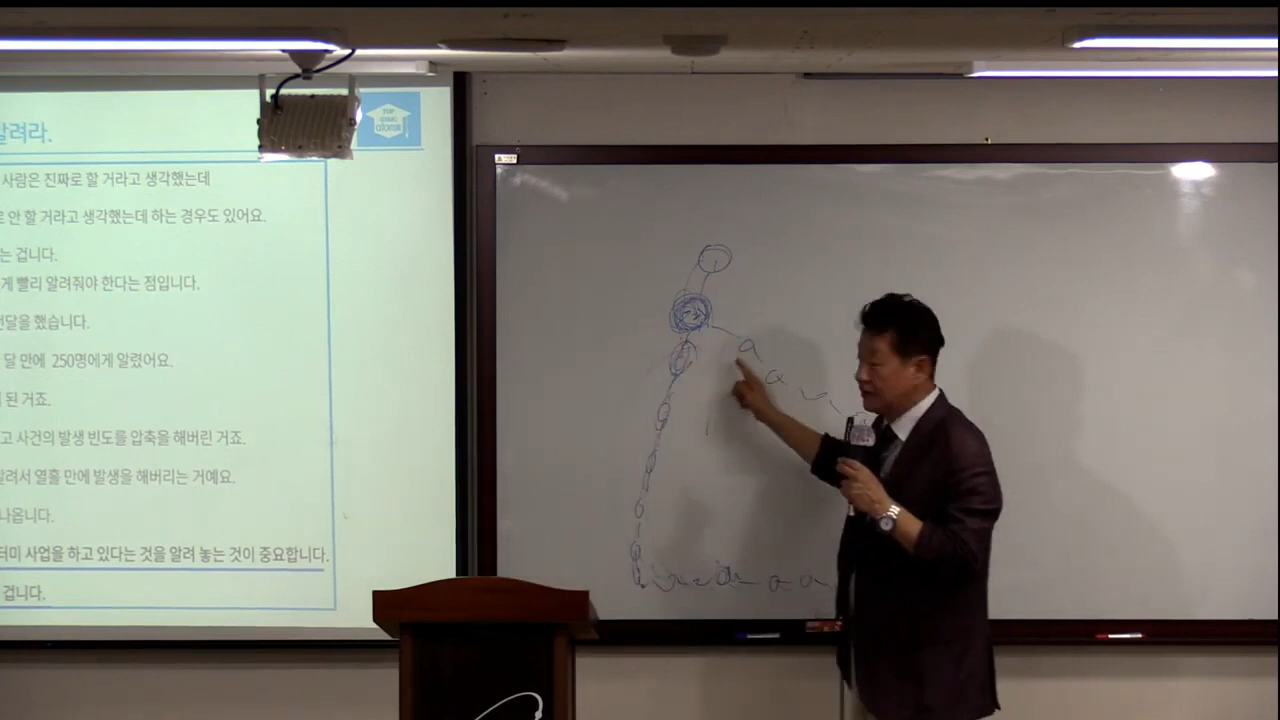 알려라.
사람은 진짜로 할 거라고 생각했는데
로 안 할 거라고 생각했는데 하는 경우도 있어요.
는 겁니다.
게 빨리 알려줘야 한다는 점입니다.
전달을 했습니다.
달 만에 250명에게 알렸어요.
된 거죠.
고 사건의 발생 빈도를 압축을 해버린 거죠.
알려서 열흘 만에 발생을 해버리는 거예요.
나옵니다.
터미 사업을 하고 있다는 것을 알려 놓는 것이 중요합니다.
겁니다.